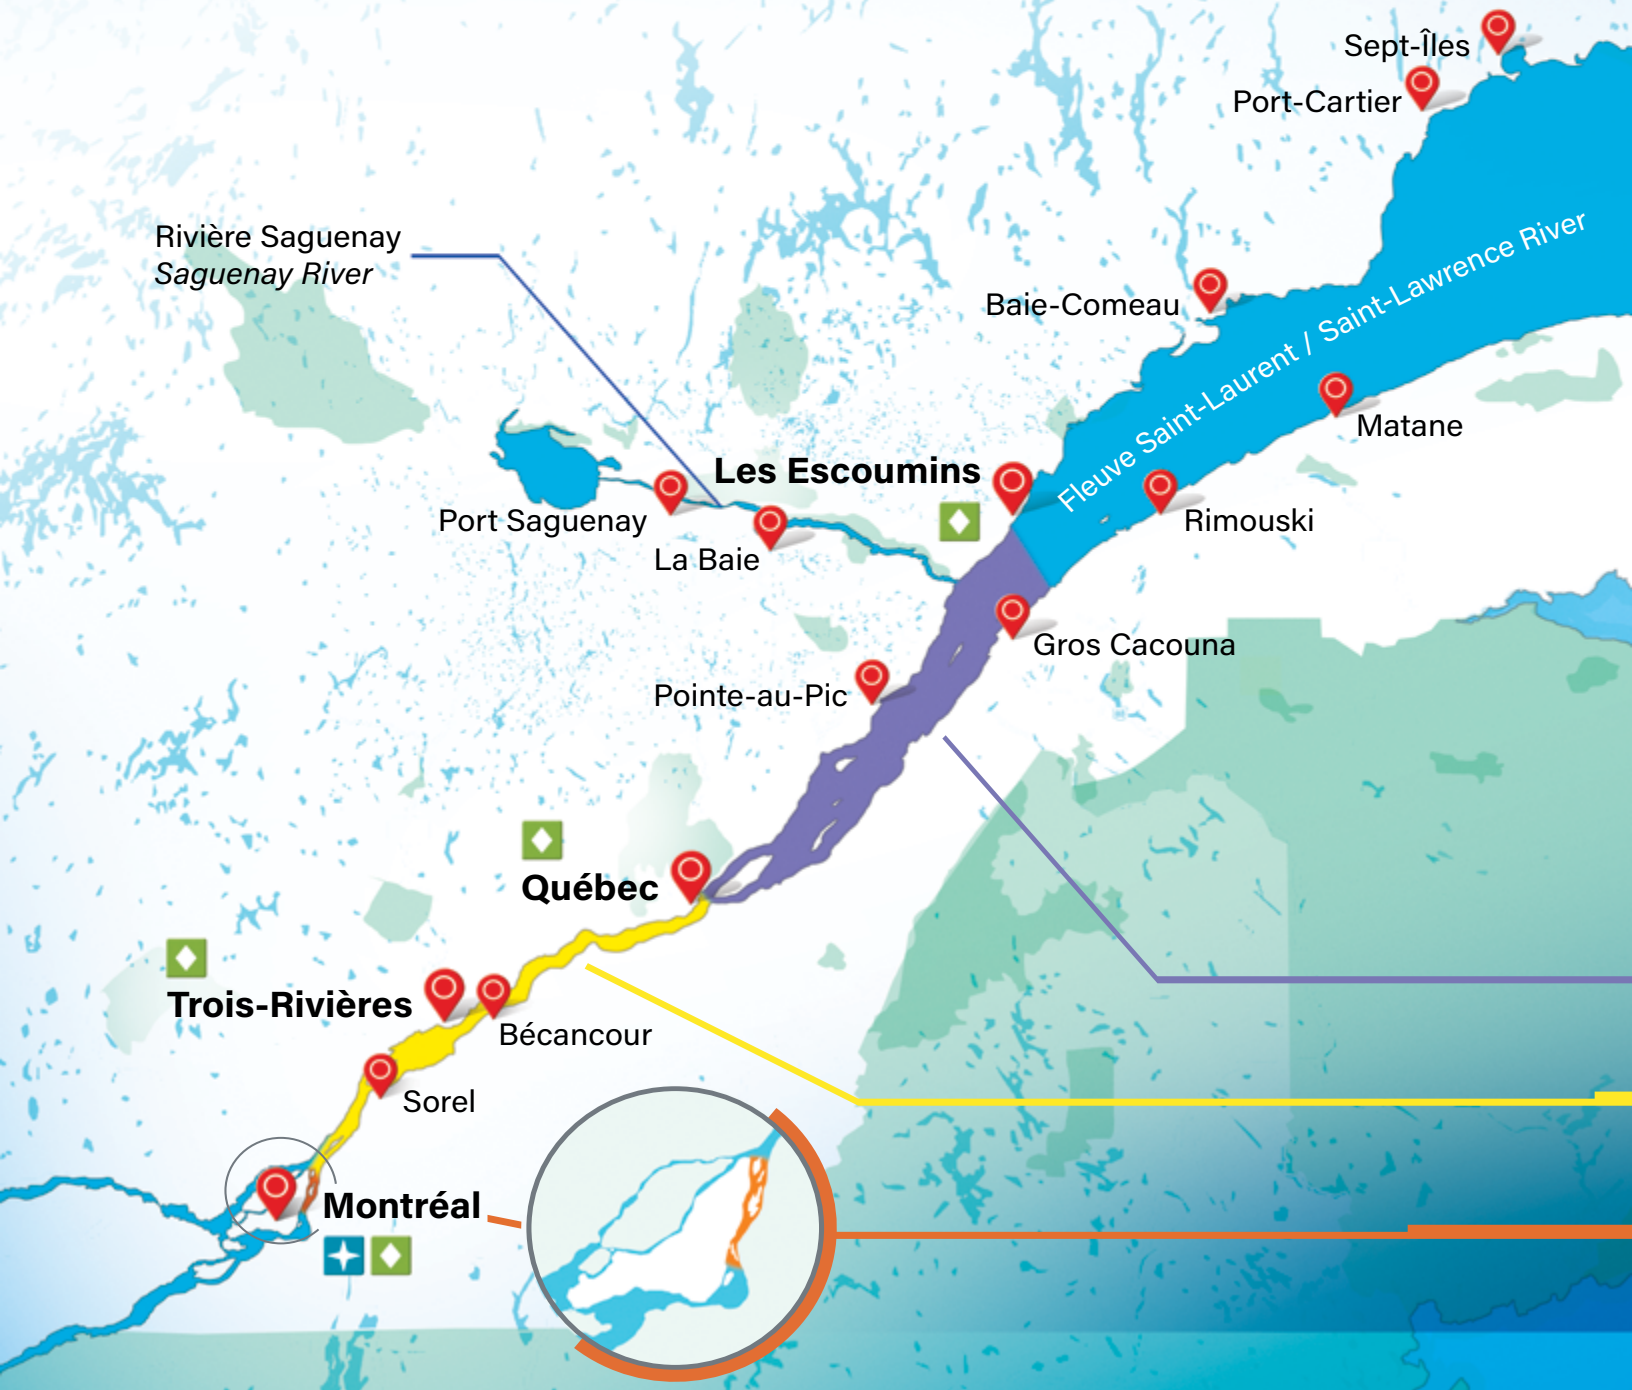 Sept-Îles
Port-Cartier
Rivière Saguenay
Saguenay River
Baie-Comeau
Fleuve Saint-Laurent / Saint-Lawrence River
Matane
Les Escoumins
Port Saguenay
Rimouski
La Baie
Gros Cacouna
Pointe-au-Pic
Québec
Trois-Rivières
Bécancour
Sorel
Montréal